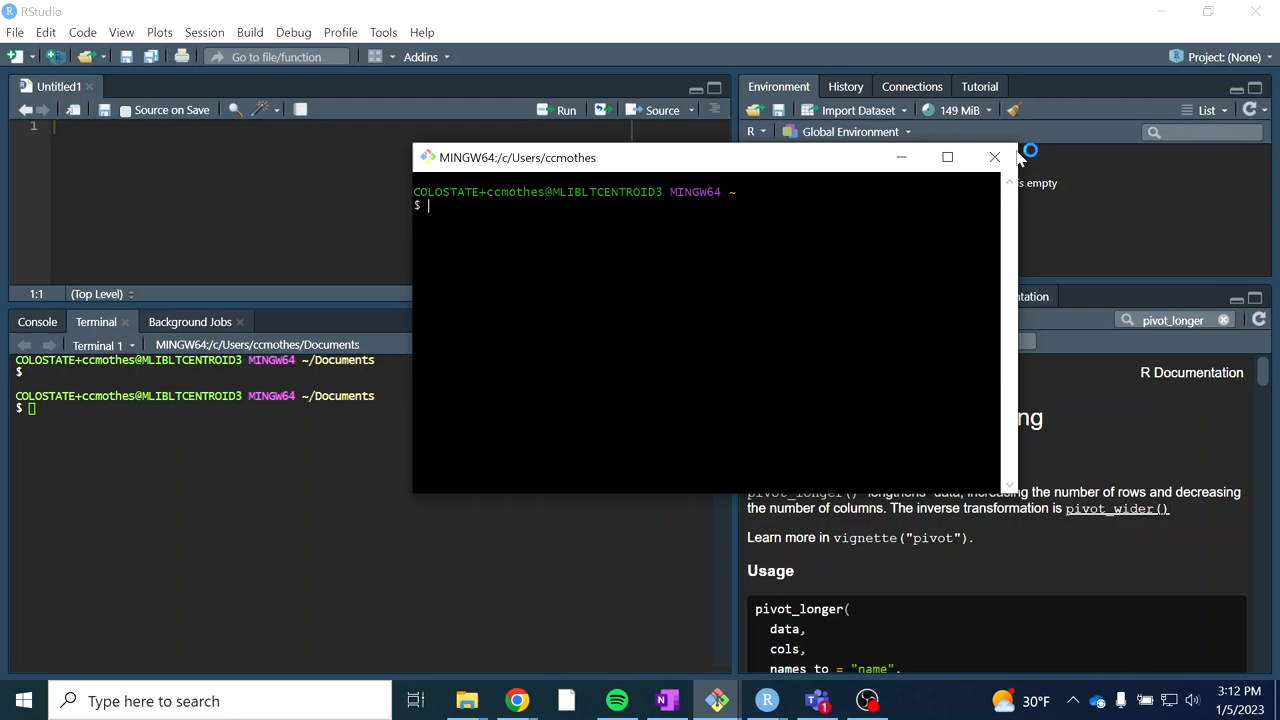 RStudio
File Edit Code View Plots Session Build Debug Profile Tools Help
Go to file/function Addins Project: (None)
Untitled1
Source on Save Run Source
1
1:1 (Top Level)
Environment History Connections Tutorial
Import Dataset 149 MiB List
R Global Environment
s empty
MINGW64:/c/Users/ccmothes
COLOSTATE+ccmothes@MLIBLTCENTROID3 MINGW64 ~
$
Console Terminal Background Jobs
Terminal 1 MINGW64:/c/Users/ccmothes/Documents
COLOSTATE+ccmothes@MLIBLTCENTROID3 MINGW64 ~/Documents
$
COLOSTATE+ccmothes@MLIBLTCENTROID3 MINGW64 ~/Documents
$
ntation
pivot_longer
R Documentation
ng
pivot_longer() "lengthens" data, increasing the number of rows and decreasing
the number of columns. The inverse transformation is pivot_wider()
Learn more in vignette("pivot").
Usage
pivot_longer(
data,
cols,
names_to = "name",
Type here to search
1
30°F
3:12 PM
1/5/2023